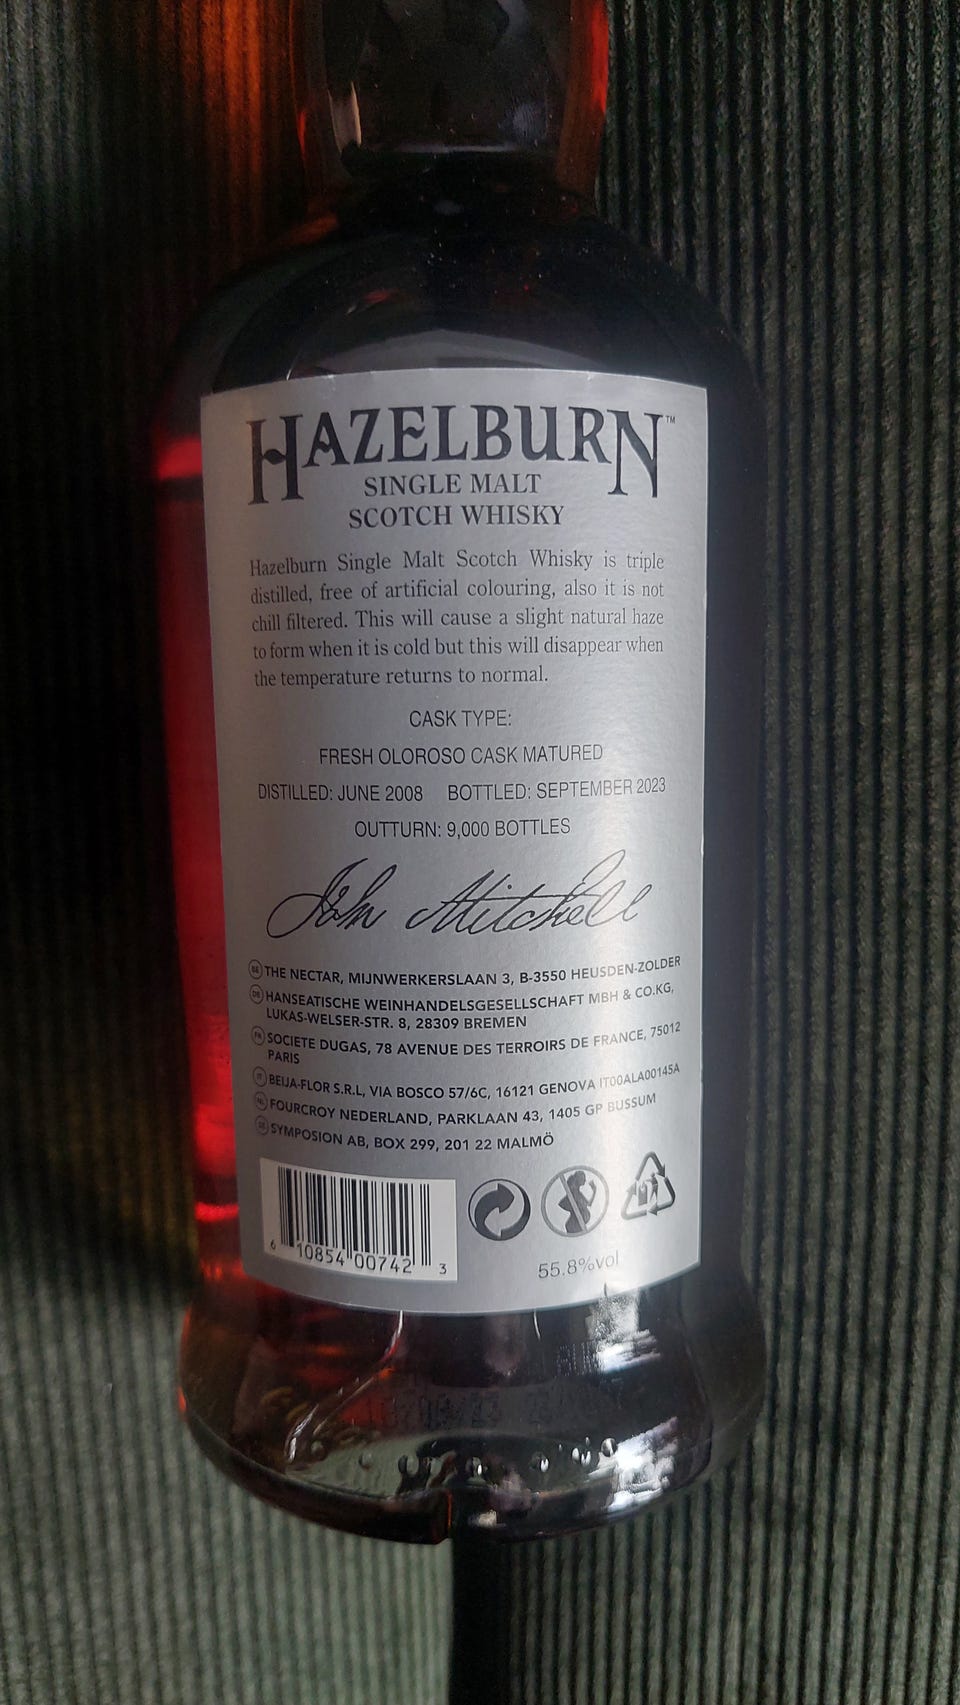 HAZELBURN™
SINGLE MALT
SCOTCH WHISKY
Hazelburn Single Malt Scotch Whisky is triple
distilled, free of artificial colouring, also it is not
chill filtered. This will cause a slight natural haze
to form when it is cold but this will disappear when
the temperature returns to normal.
CASK TYPE:
FRESH OLOROSO CASK MATURED
DISTILLED: JUNE 2008 BOTTLED: SEPTEMBER 2023
OUTTURN: 9,000 BOTTLES
John Mitchell
BE THE NECTAR, MIJNWERKERSLAAN 3, B-3550 HEUSDEN-ZOLDER
DE HANSEATISCHE WEINHANDELSGESELLSCHAFT MBH & CO.KG,
LUKAS-WELSER-STR. 8, 28309 BREMEN
FR SOCIETE DUGAS, 78 AVENUE DES TERROIRS DE FRANCE, 75012
PARIS
IT BEIJA-FLOR S.R.L, VIA BOSCO 57/6C, 16121 GENOVA IT00ALA00145A
NL FOURCROY NEDERLAND, PARKLAAN 43, 1405 GP BUSSUM
SE SYMPOSION AB, BOX 299, 201 22 MALMÖ
6 10854 00742 3
55.8%vol